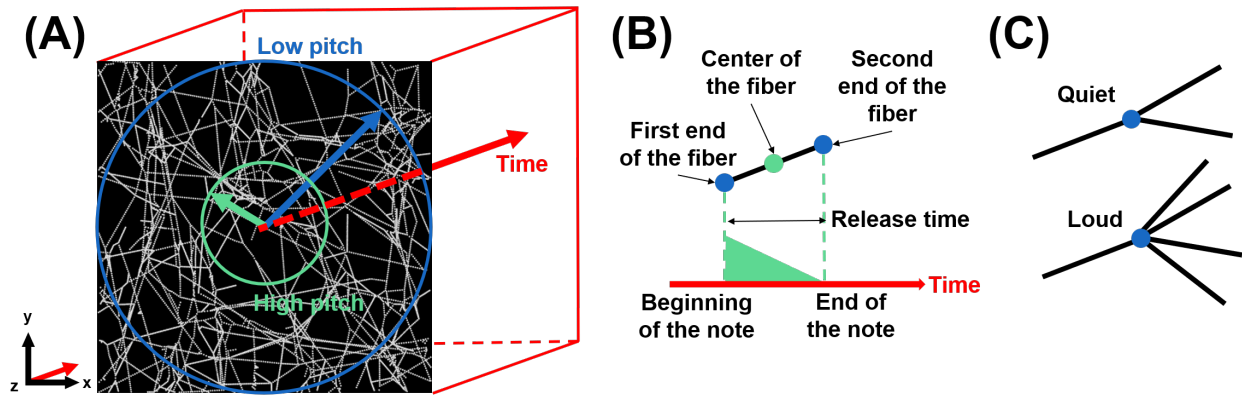 (A)
Low pitch
Time
High pitch
y
z
x
(B)
Center of
the fiber
Second
end of the
fiber
First end
of the fiber
Release time
Time
Beginning
of the note
End of
the note
(C)
Quiet
Loud